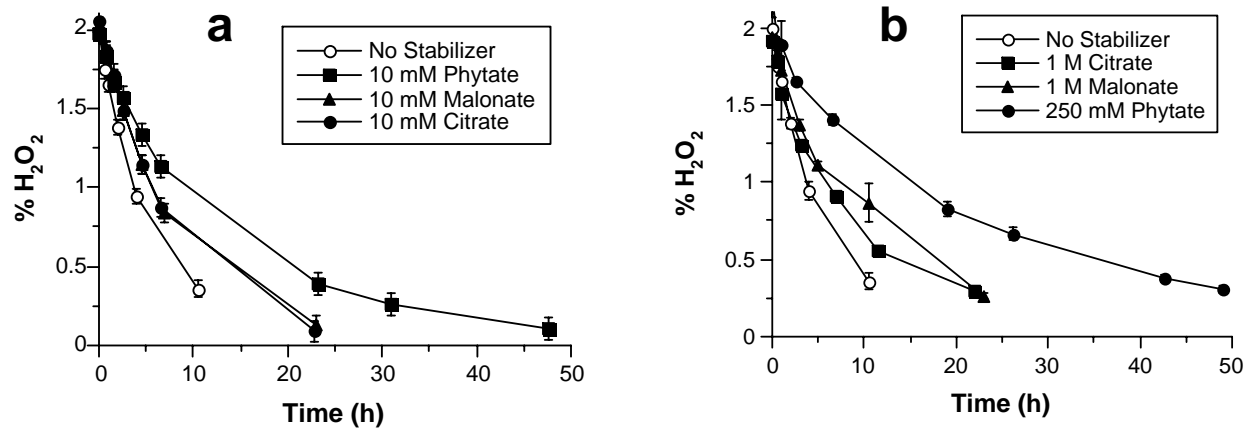 a
No Stabilizer
10 mM Phytate
10 mM Malonate
10 mM Citrate
% H₂O₂
2
1.5
1
0.5
0
0 10 20 30 40 50
Time (h)
b
No Stabilizer
1 M Citrate
1 M Malonate
250 mM Phytate
% H₂O₂
2
1.5
1
0.5
0
0 10 20 30 40 50
Time (h)